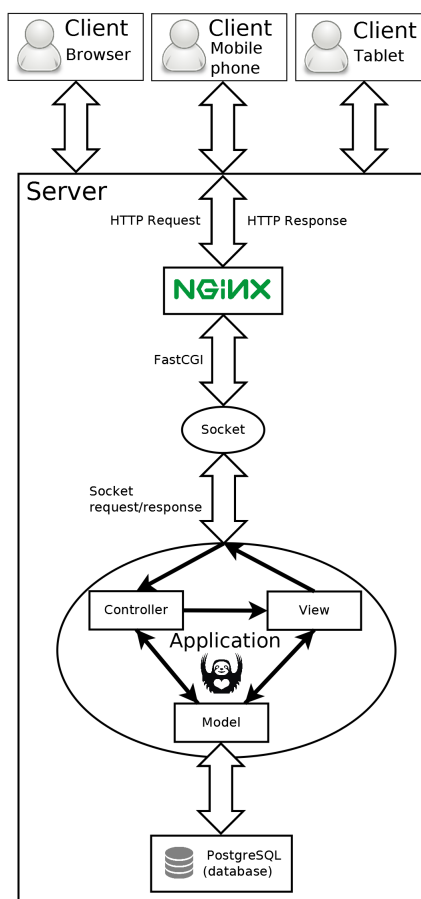 Client
Browser
Client
Mobile
phone
Client
Tablet
Server
HTTP Request
HTTP Response
NGiNX
FastCGI
Socket
Socket
request/response
Controller
View
Application
Model
PostgreSQL
(database)